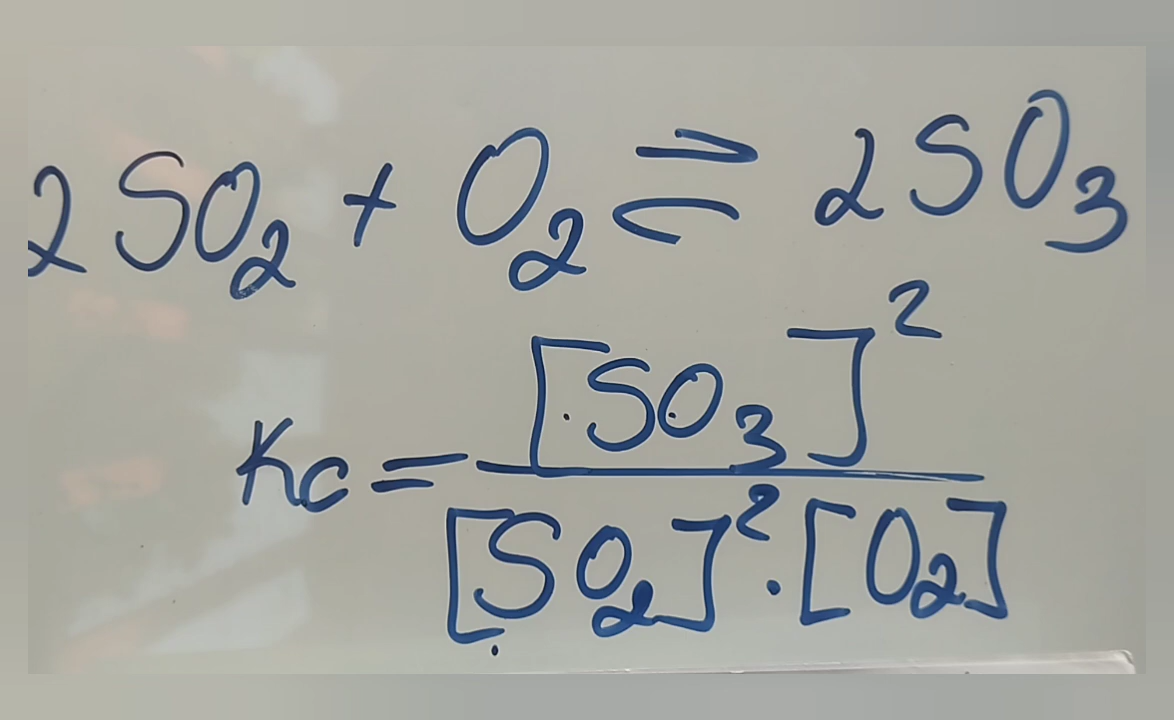 2SO₂ + O₂ ⇌ 2SO₃
[SO₃]²
Kc =
[SO₂]² · [O₂]